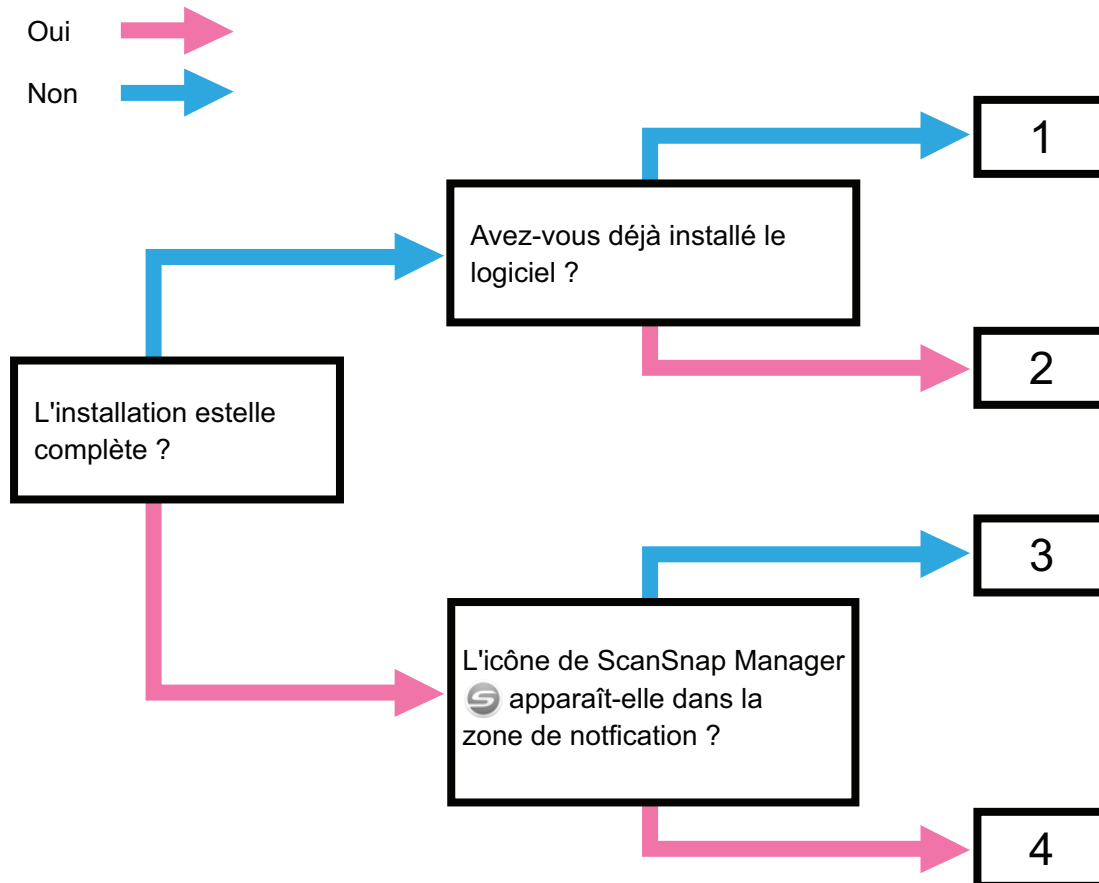 Oui
Non
1
Avez-vous déjà installé le
logiciel ?
2
L'installation estelle
complète ?
3
L'icône de ScanSnap Manager
S apparaît-elle dans la
zone de notfication ?
4